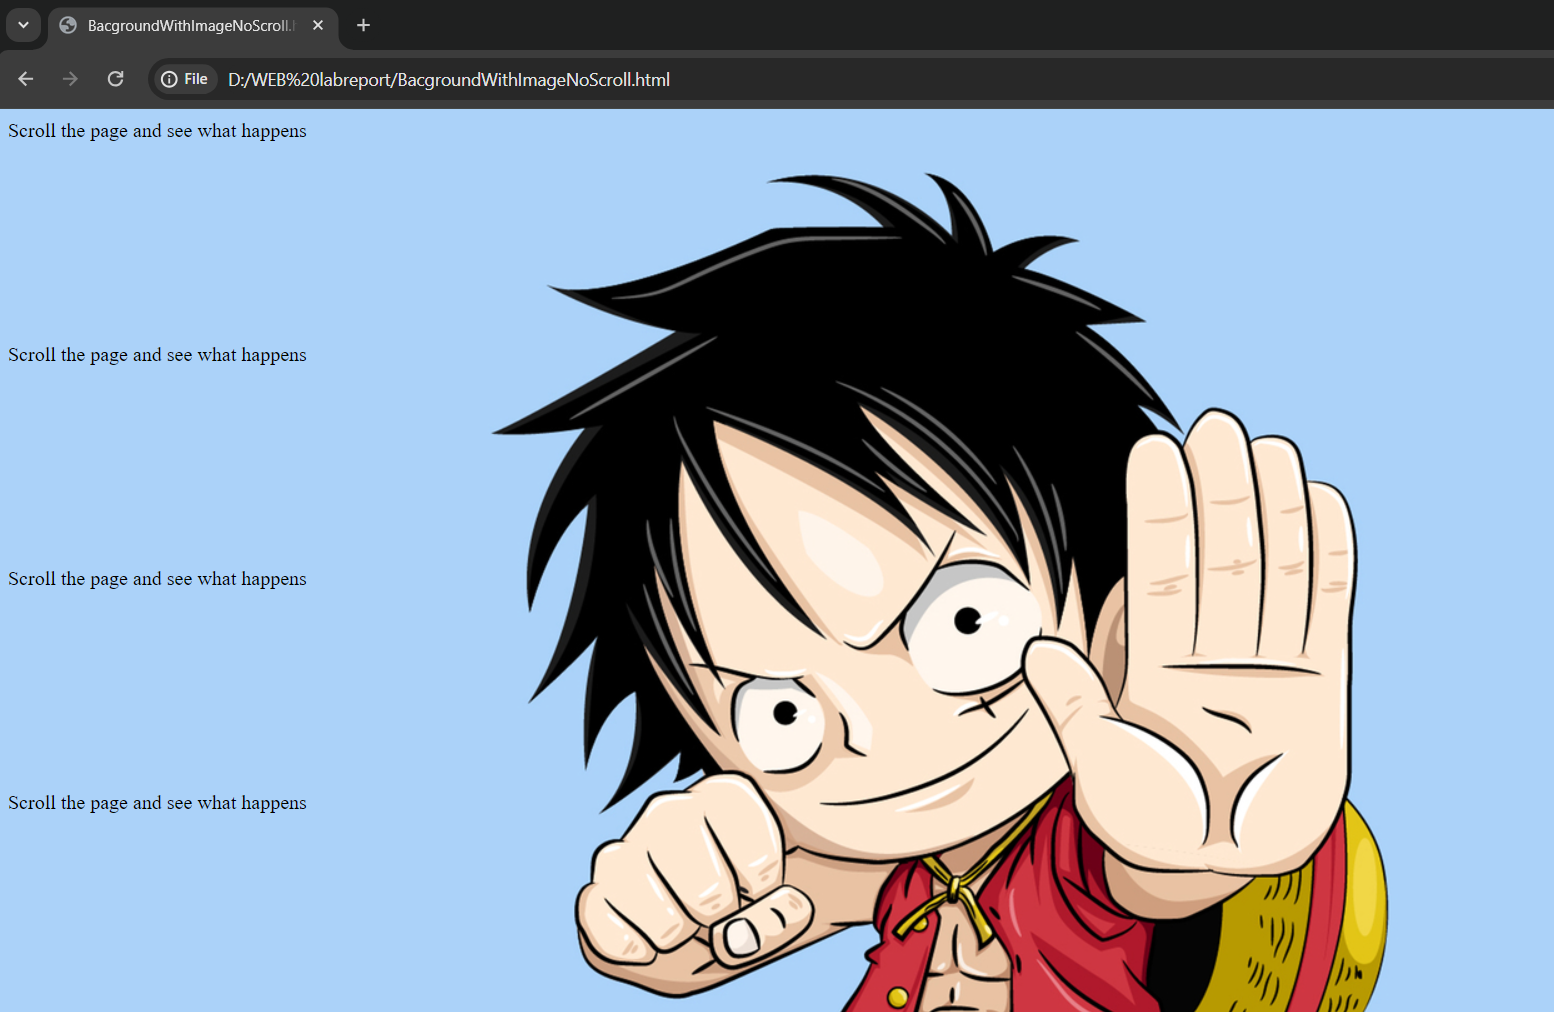 BacgroundWithImageNoScroll.
File D:/WEB%20labreport/BacgroundWithImageNoScroll.html
Scroll the page and see what happens
Scroll the page and see what happens
Scroll the page and see what happens
Scroll the page and see what happens